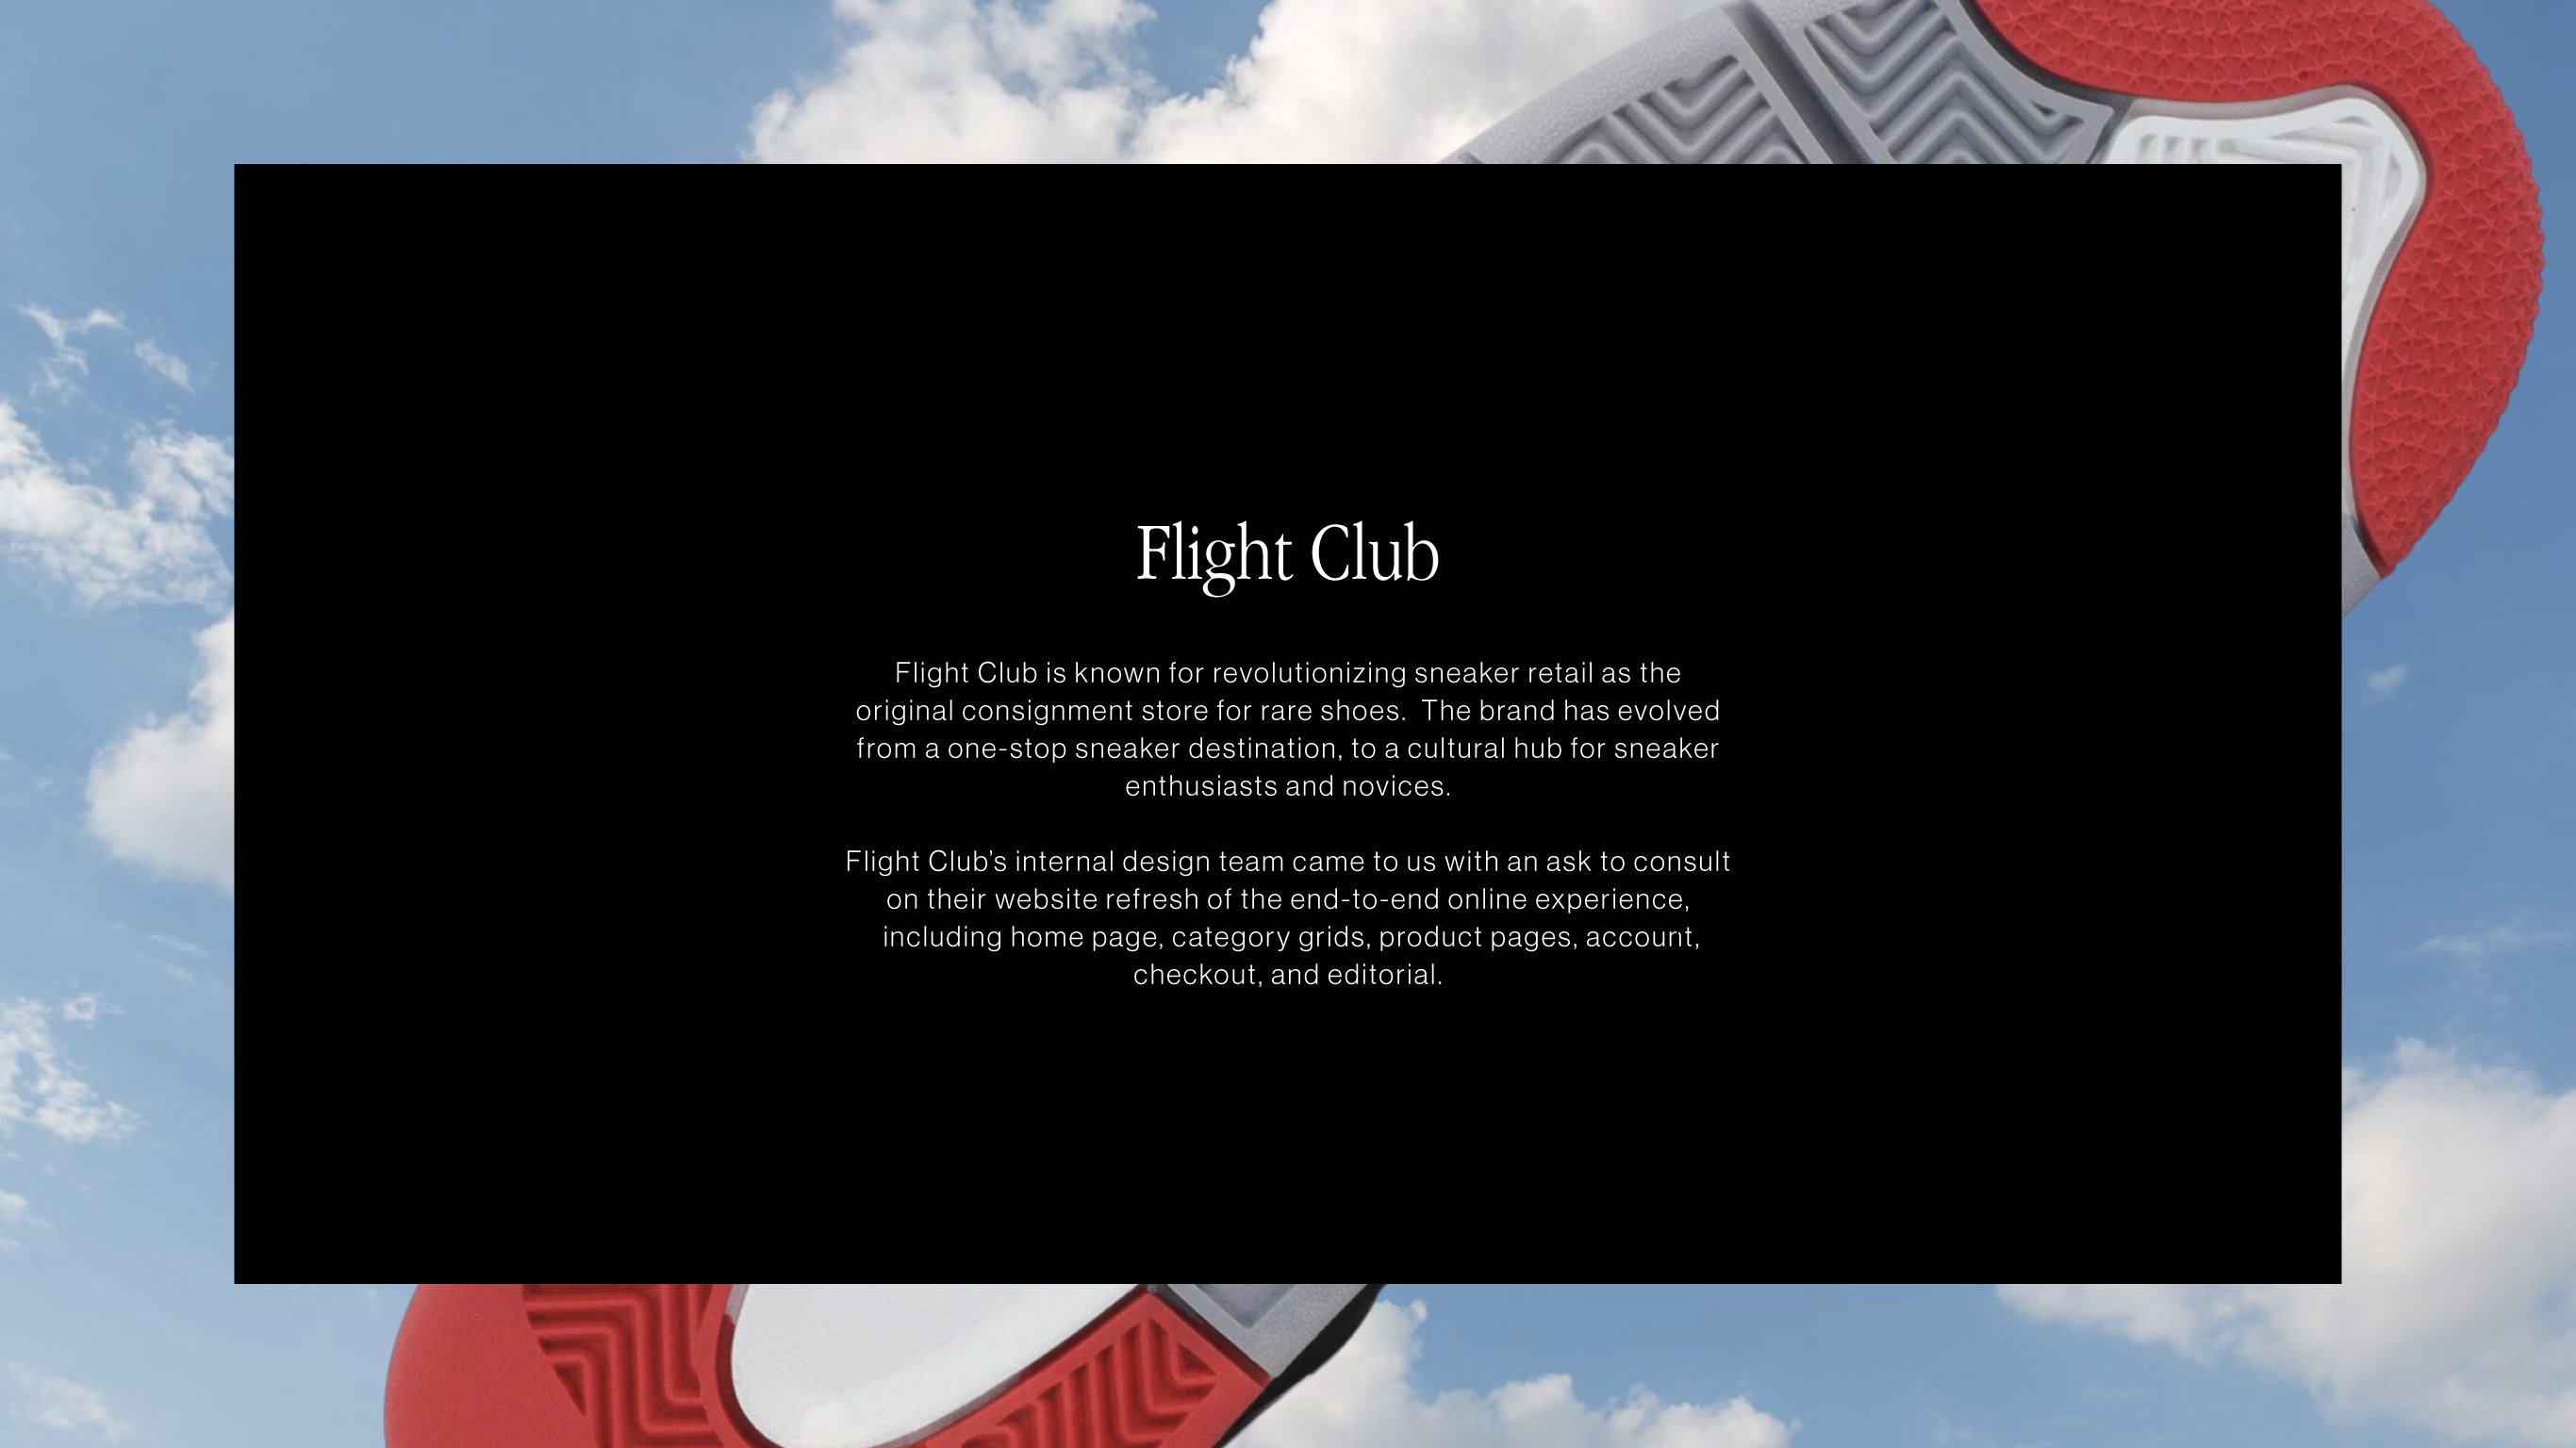 Flight Club
Flight Club is known for revolutionizing sneaker retail as the
original consignment store for rare shoes.  The brand has evolved
from a one-stop sneaker destination, to a cultural hub for sneaker
enthusiasts and novices.
Flight Club’s internal design team came to us with an ask to consult
on their website refresh of the end-to-end online experience,
including home page, category grids, product pages, account,
checkout, and editorial.